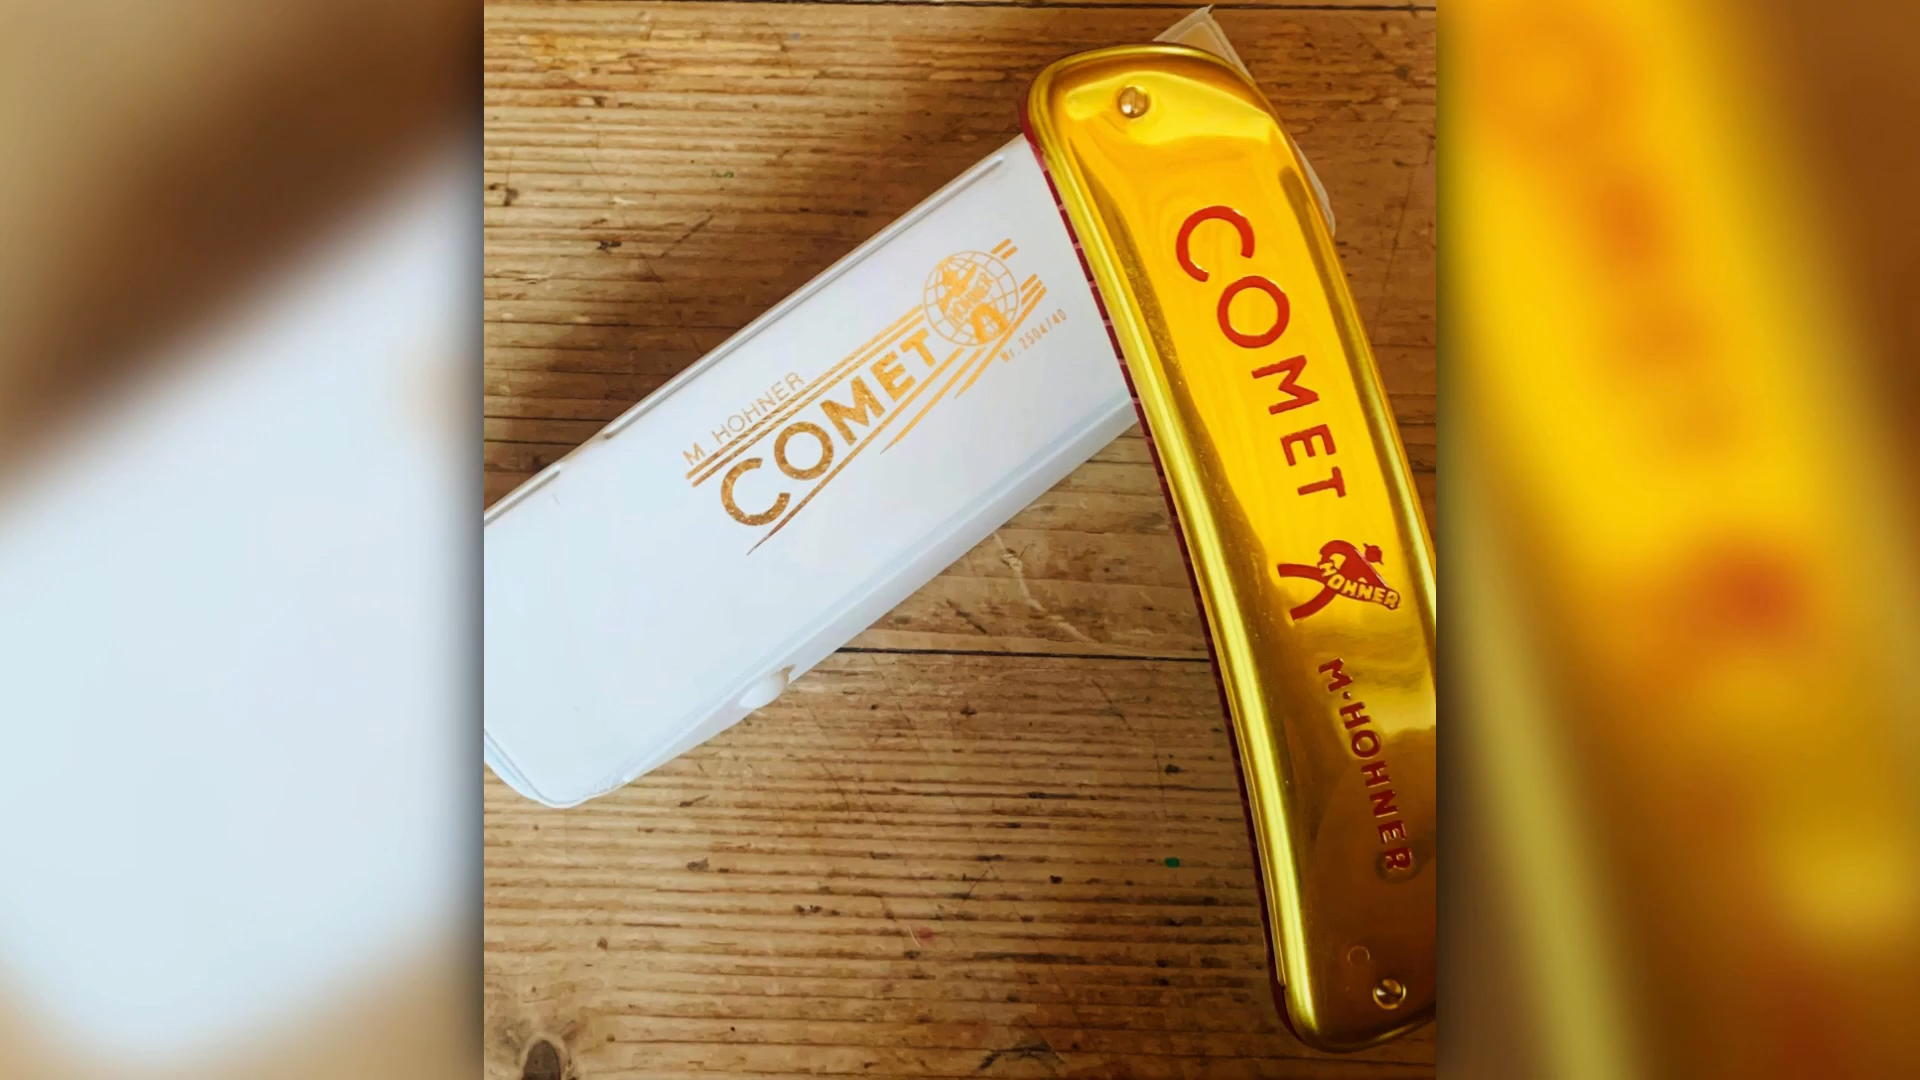 M. HOHNER
COMET
HOHNER
Nr. 2504/40
COMET
HOHNER
M·HOHNER